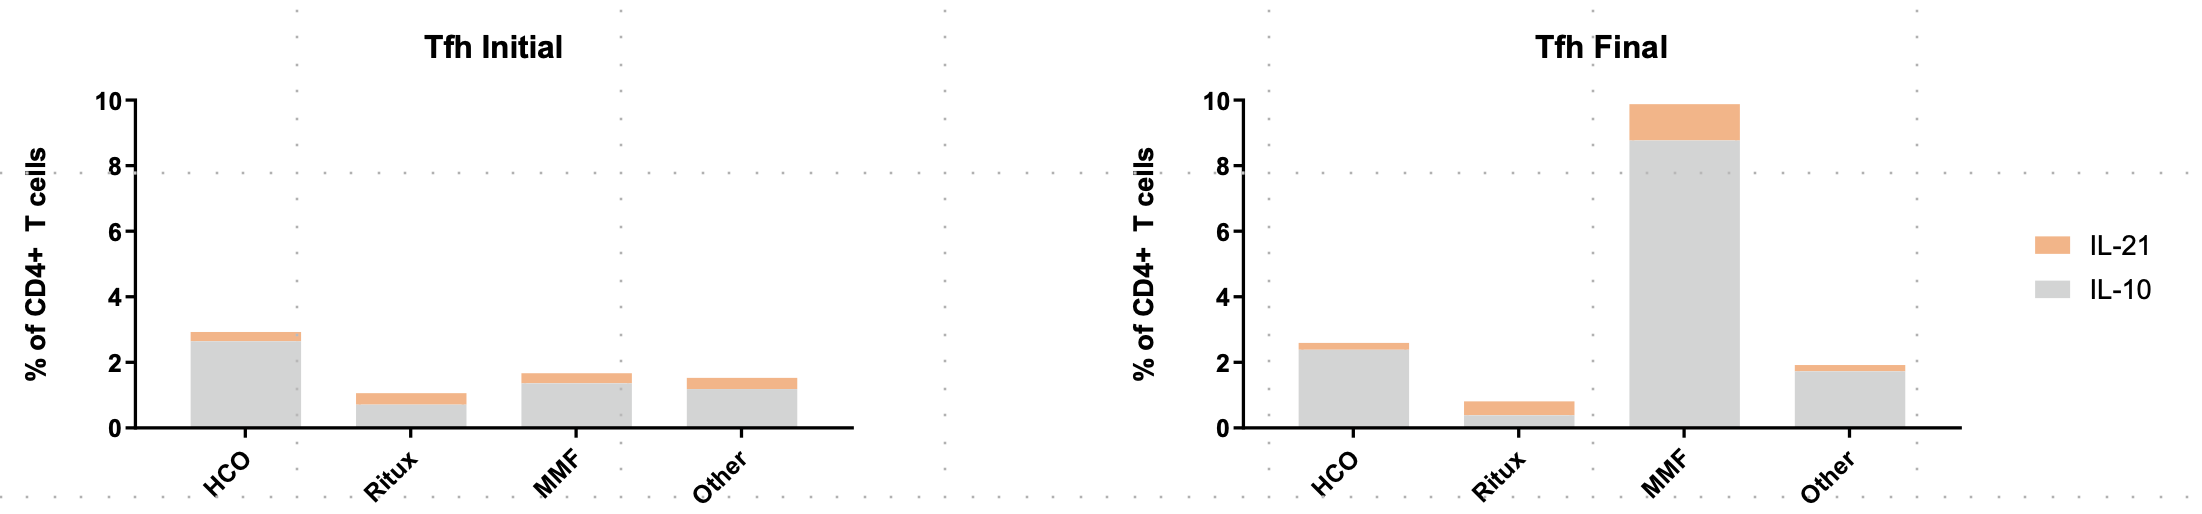 Tfh Initial
% of CD4+ T cells
10
8
6
4
2
0
HCO
Ritux
MMF
Other
Tfh Final
% of CD4+ T cells
10
8
6
4
2
0
HCO
Ritux
MMF
Other
IL-21
IL-10